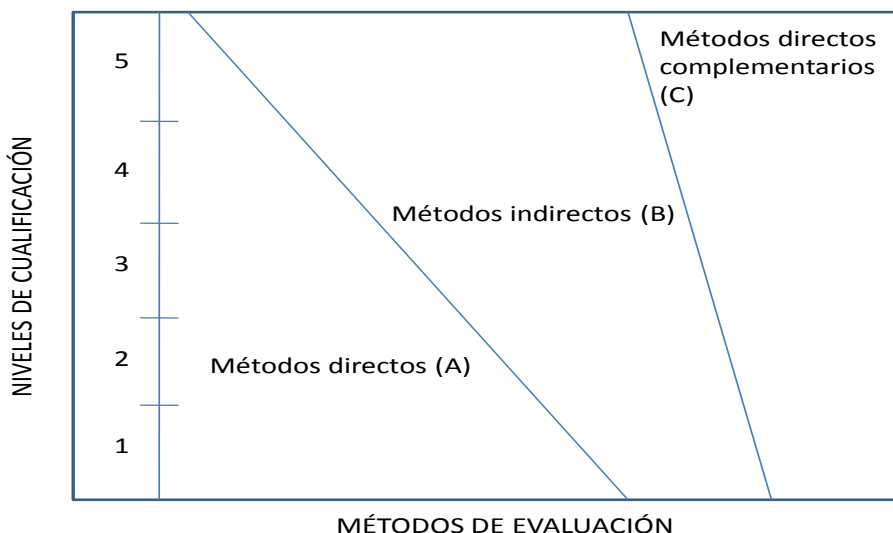 Métodos directos
complementarios
(C)
5
4
Métodos indirectos (B)
3
2
Métodos directos (A)
1
NIVELES DE CUALIFICACIÓN
MÉTODOS DE EVALUACIÓN